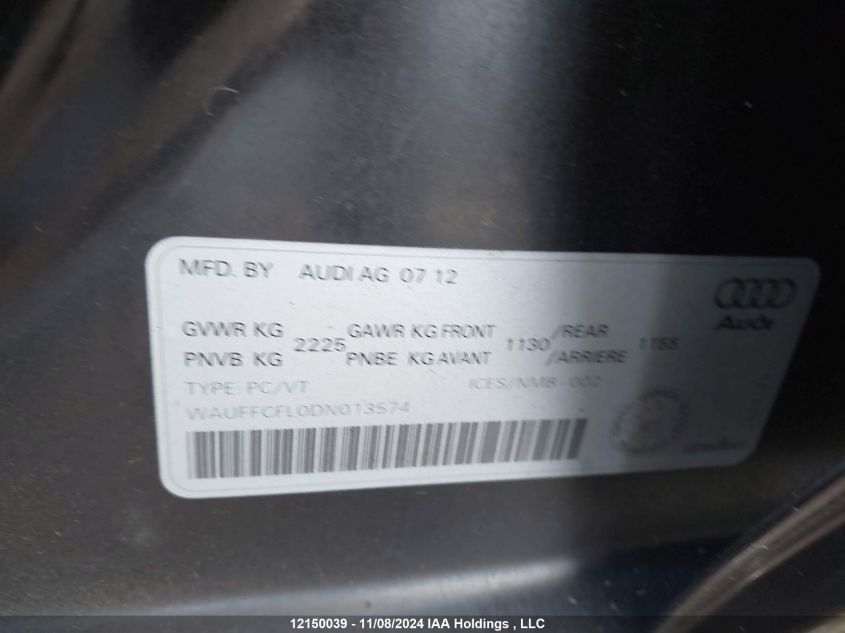 MFD. BY AUDI AG 07 12
Audi
GVWR KG 2225 GAWR KG FRONT 1130 /REAR 1155
PNVB KG PNBE KG AVANT /ARRIERE
TYPE: PC/VT ICES/NMB-002
WAUFFCFL0DN013574
12150039 - 11/08/2024 IAA Holdings , LLC